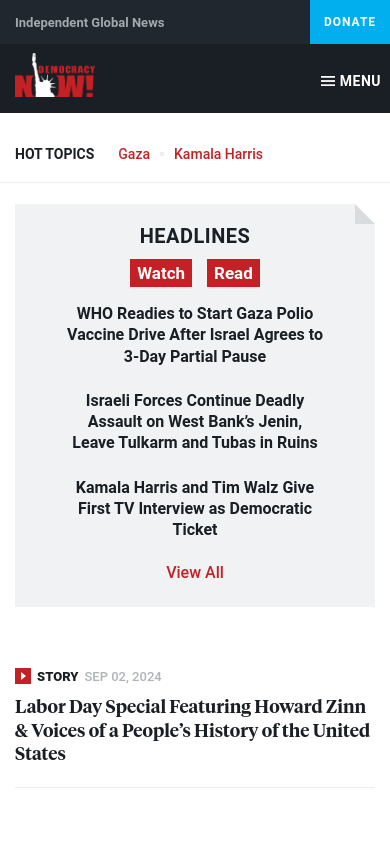 Independent Global News
DONATE
DEMOCRACY
NOW!
MENU
HOT TOPICS
Gaza
Kamala Harris
HEADLINES
Watch
Read
WHO Readies to Start Gaza Polio
Vaccine Drive After Israel Agrees to
3-Day Partial Pause
Israeli Forces Continue Deadly
Assault on West Bank’s Jenin,
Leave Tulkarm and Tubas in Ruins
Kamala Harris and Tim Walz Give
First TV Interview as Democratic
Ticket
View All
STORY SEP 02, 2024
Labor Day Special Featuring Howard Zinn
& Voices of a People’s History of the United
States